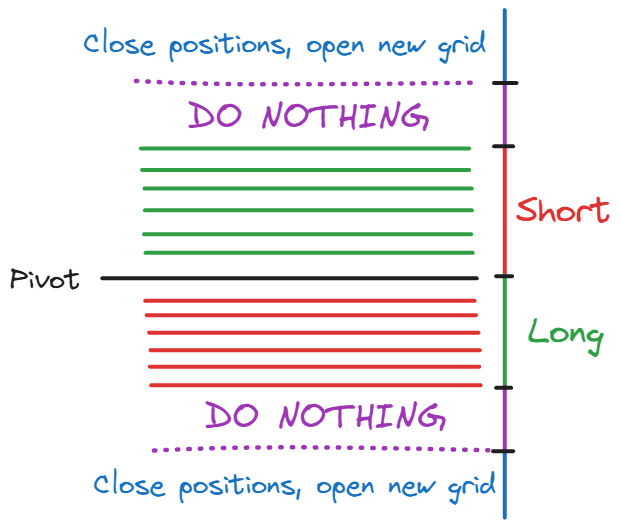 Close positions, open new grid
DO NOTHING,
Short
Pivot
Long
DO NOTHING,
Close positions, open new grid